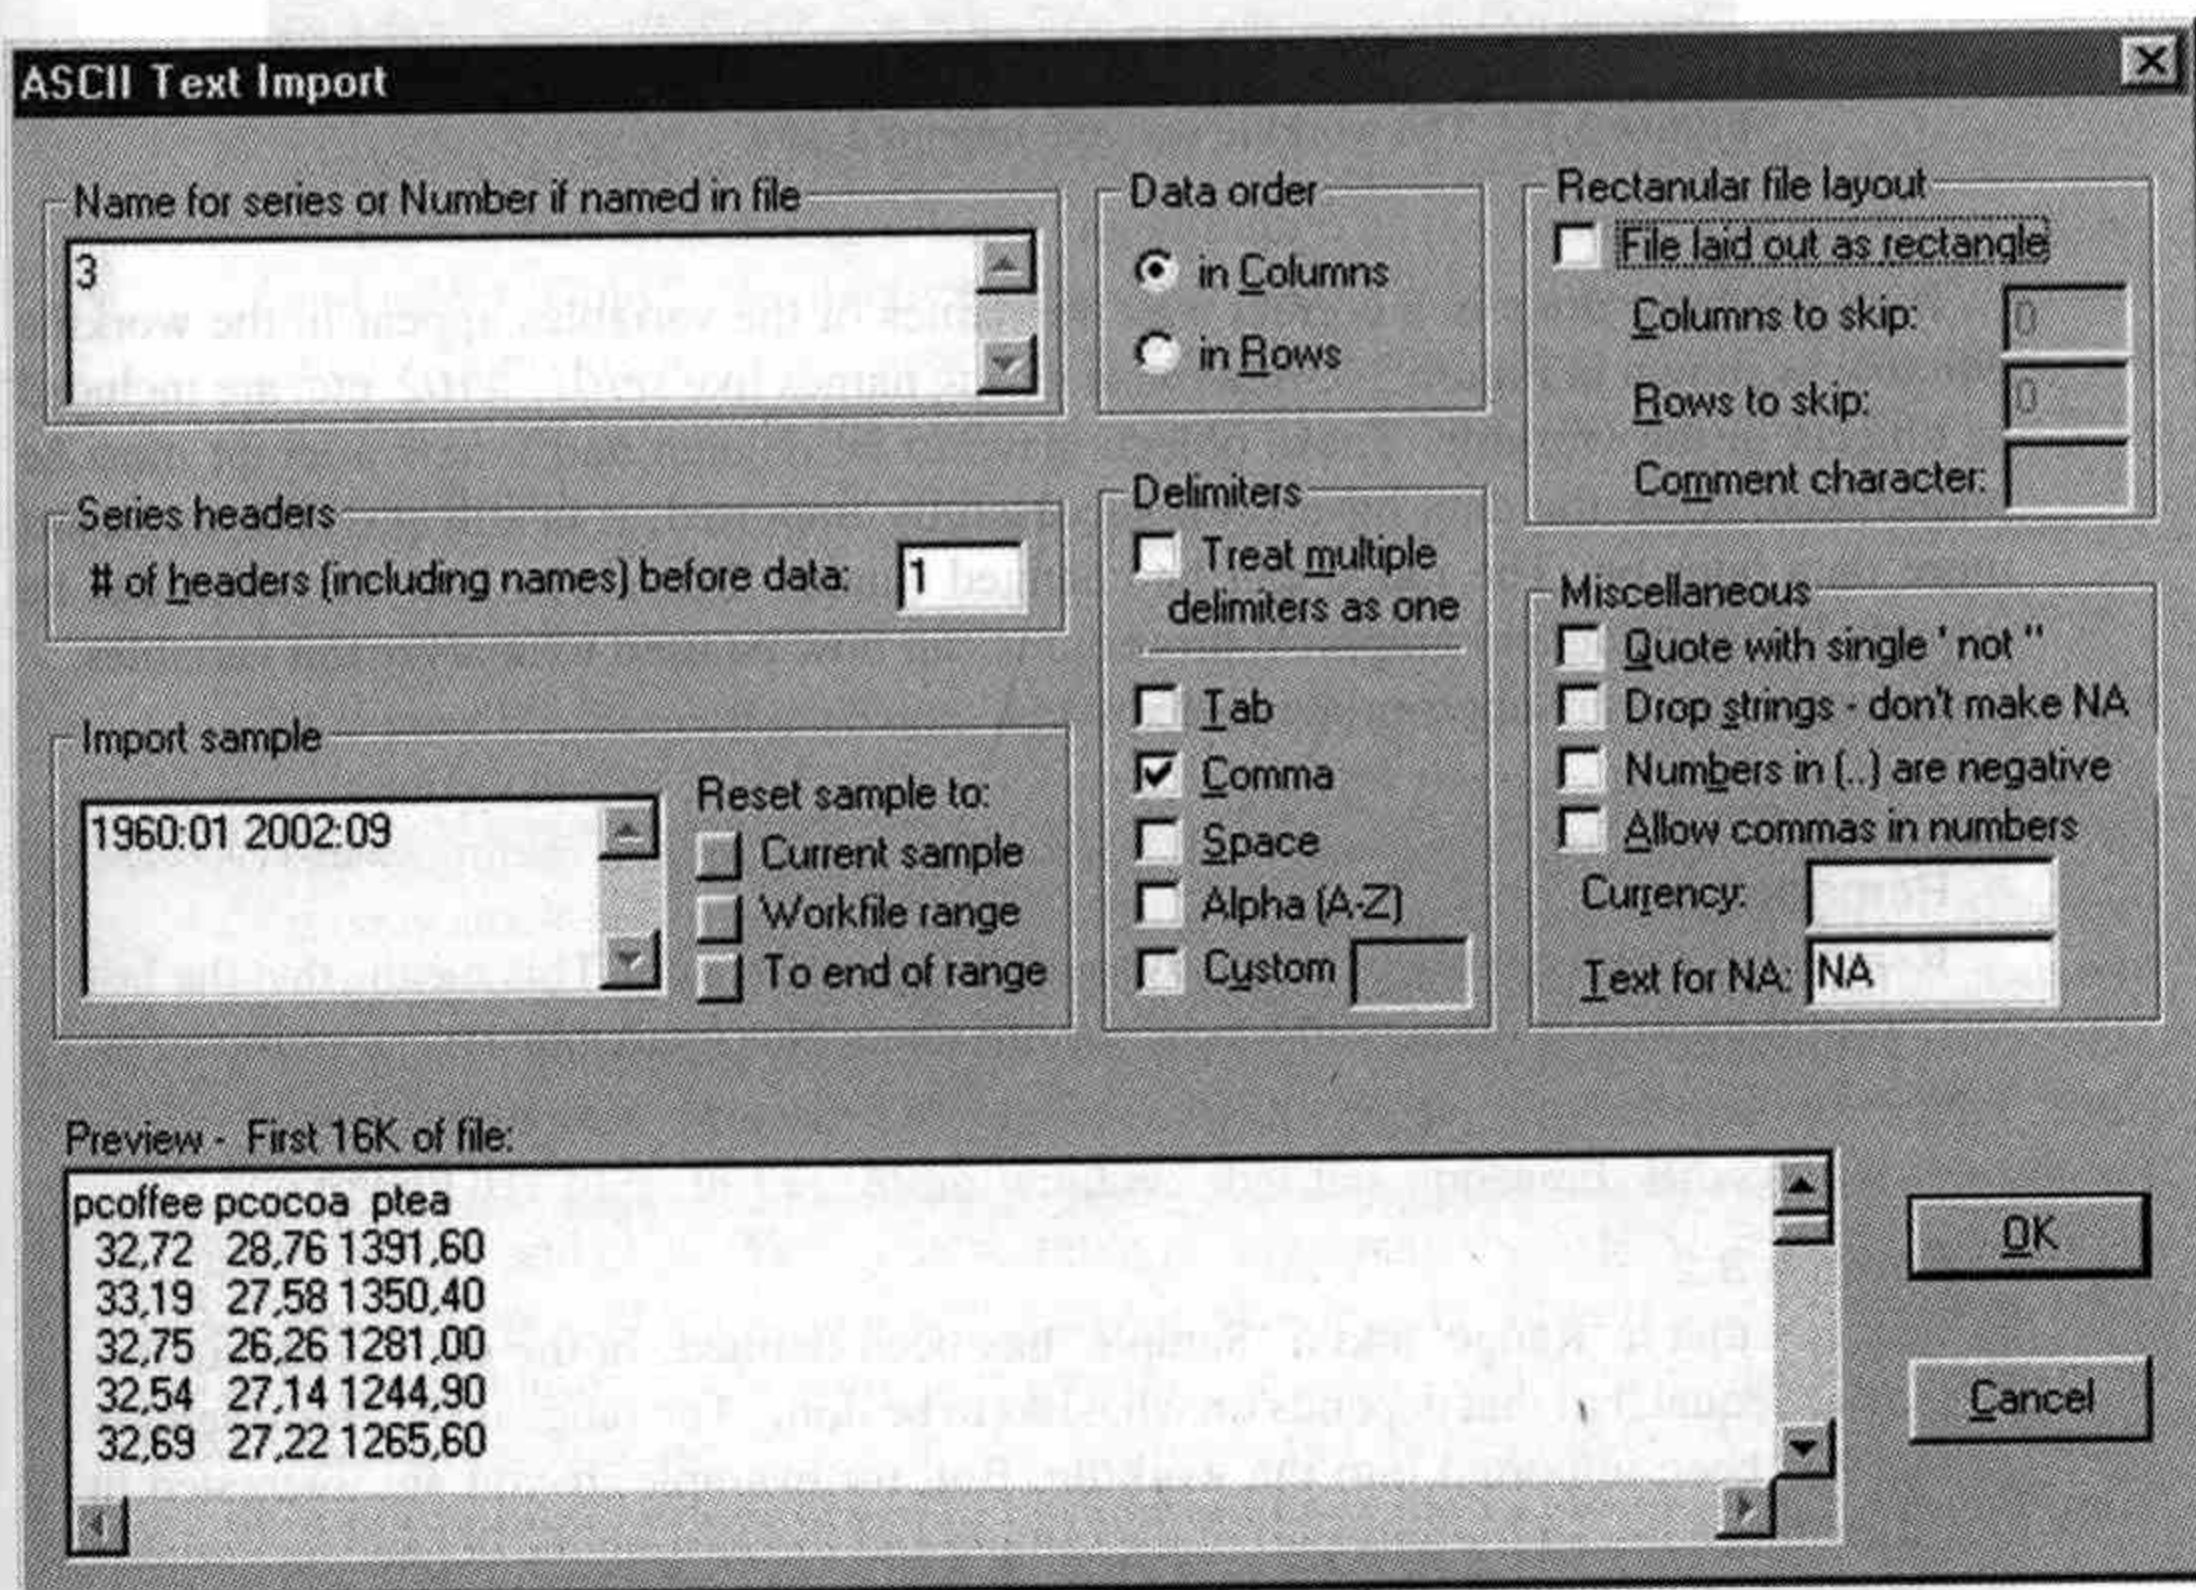 ASCII Text Import
Name for series or Number if named in file
3
Series headers
# of headers (including names) before data: 1
Import sample
1960:01 2002:09
Reset sample to:
Current sample
Workfile range
To end of range
Data order
in Columns
in Rows
Delimiters
Treat multiple
delimiters as one
Tab
Comma
Space
Alpha (A-Z)
Custom
Rectanular file layout
File laid out as rectangle
Columns to skip: 0
Rows to skip: 0
Comment character:
Miscellaneous
Quote with single ' not "
Drop strings - don't make NA
Numbers in (..) are negative
Allow commas in numbers
Currency:
Text for NA: NA
Preview - First 16K of file:
pcoffee pcocoa ptea
32,72 28,76 1391,60
33,19 27,58 1350,40
32,75 26,26 1281,00
32,54 27,14 1244,90
32,69 27,22 1265,60
OK
Cancel